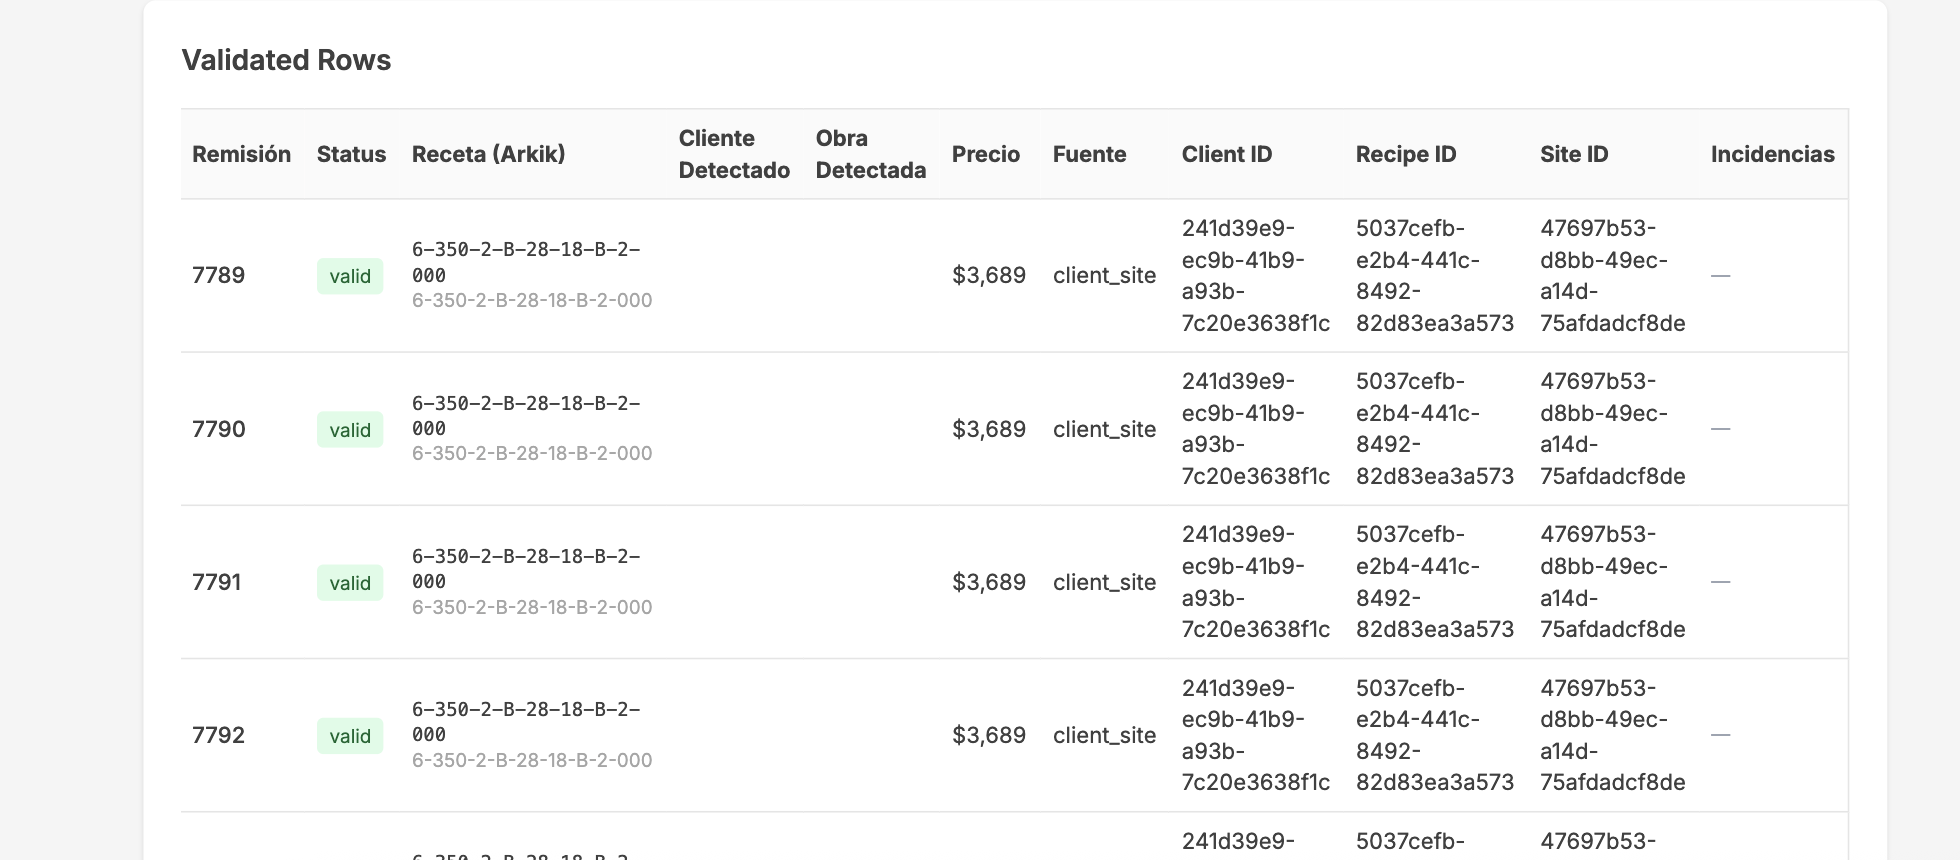 Validated Rows
Remisión Status Receta (Arkik) Cliente Detectado Obra Detectada Precio Fuente Client ID Recipe ID Site ID Incidencias
7789 valid 6-350-2-B-28-18-B-2-000 6-350-2-B-28-18-B-2-000 $3,689 client_site 241d39e9-ec9b-41b9-a93b-7c20e3638f1c 5037cefb-e2b4-441c-8492-82d83ea3a573 47697b53-d8bb-49ec-a14d-75afdadcf8de —
7790 valid 6-350-2-B-28-18-B-2-000 6-350-2-B-28-18-B-2-000 $3,689 client_site 241d39e9-ec9b-41b9-a93b-7c20e3638f1c 5037cefb-e2b4-441c-8492-82d83ea3a573 47697b53-d8bb-49ec-a14d-75afdadcf8de —
7791 valid 6-350-2-B-28-18-B-2-000 6-350-2-B-28-18-B-2-000 $3,689 client_site 241d39e9-ec9b-41b9-a93b-7c20e3638f1c 5037cefb-e2b4-441c-8492-82d83ea3a573 47697b53-d8bb-49ec-a14d-75afdadcf8de —
7792 valid 6-350-2-B-28-18-B-2-000 6-350-2-B-28-18-B-2-000 $3,689 client_site 241d39e9-ec9b-41b9-a93b-7c20e3638f1c 5037cefb-e2b4-441c-8492-82d83ea3a573 47697b53-d8bb-49ec-a14d-75afdadcf8de —
241d39e9- 5037cefb- 47697b53-